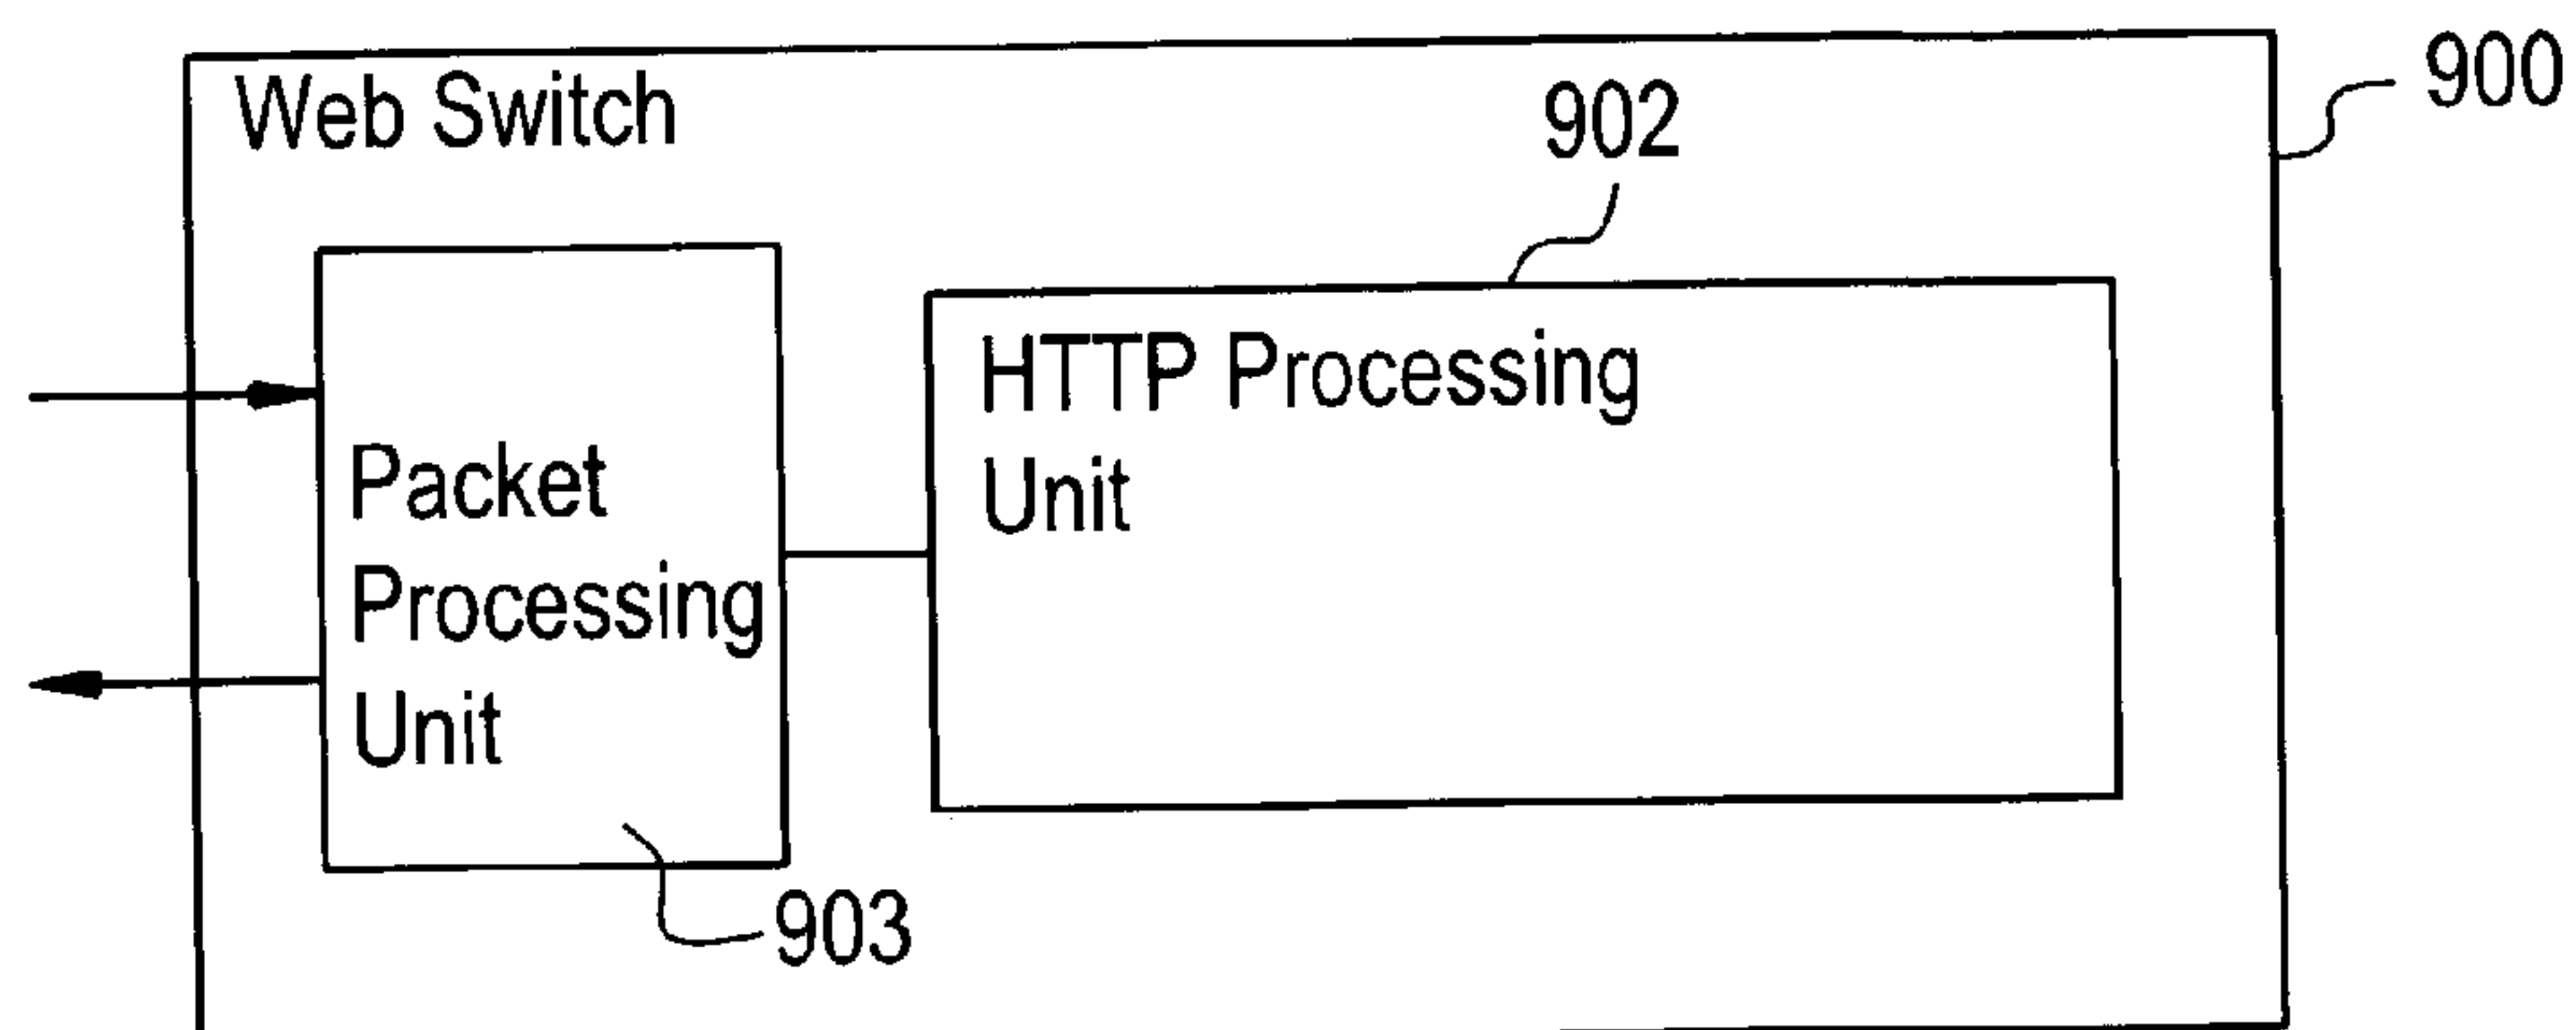 Web Switch
900
902
HTTP Processing
Unit
Packet
Processing
Unit
903